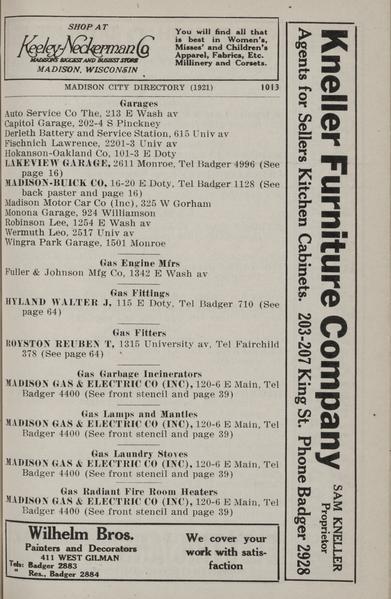 SHOP AT
Keeley-Neckerman Co
MADISON'S BIGGEST AND BUSIEST STORE
MADISON, WISCONSIN
You will find all that
is best in Women's,
Misses' and Children's
Apparel, Fabrics, Etc.
Millinery and Corsets.
MADISON CITY DIRECTORY (1921) 1013
Garages
Auto Service Co The, 213 E Wash av
Capitol Garage, 202-4 S Pinckney
Derleth Battery and Service Station, 615 Univ av
Fischnich Lawrence, 2201-3 Univ av
Hokanson-Oakland Co, 101-3 E Doty
LAKEVIEW GARAGE, 2611 Monroe, Tel Badger 4996 (See
page 16)
MADISON-BUICK CO, 16-20 E Doty, Tel Badger 1128 (See
back paster and page 16)
Madison Motor Car Co (Inc), 325 W Gorham
Monona Garage, 924 Williamson
Robinson Lee, 1254 E Wash av
Wermuth Leo, 2517 Univ av
Wingra Park Garage, 1501 Monroe
Gas Engine Mfrs
Fuller & Johnson Mfg Co, 1342 E Wash av
Gas Fittings
HYLAND WALTER J, 115 E Doty, Tel Badger 710 (See
page 64)
Gas Fitters
ROYSTON REUBEN T, 1315 University av, Tel Fairchild
378 (See page 64)
Gas Garbage Incinerators
MADISON GAS & ELECTRIC CO (INC), 120-6 E Main, Tel
Badger 4400 (See front stencil and page 39)
Gas Lamps and Mantles
MADISON GAS & ELECTRIC CO (INC), 120-6 E Main, Tel
Badger 4400 (See front stencil and page 39)
Gas Laundry Stoves
MADISON GAS & ELECTRIC CO (INC), 120-6 E Main, Tel
Badger 4400 (See front stencil and page 39)
Gas Radiant Fire Room Heaters
MADISON GAS & ELECTRIC CO (INC), 120-6 E Main, Tel
Badger 4400 (See front stencil and page 39)
Wilhelm Bros.
Painters and Decorators
411 WEST GILMAN
Tels: Badger 2883
" Res., Badger 2884
We cover your
work with satis-
faction
Kneller Furniture Company
SAM KNELLER
Proprietor
Agents for Sellers Kitchen Cabinets. 203-207 King St. Phone Badger 2928